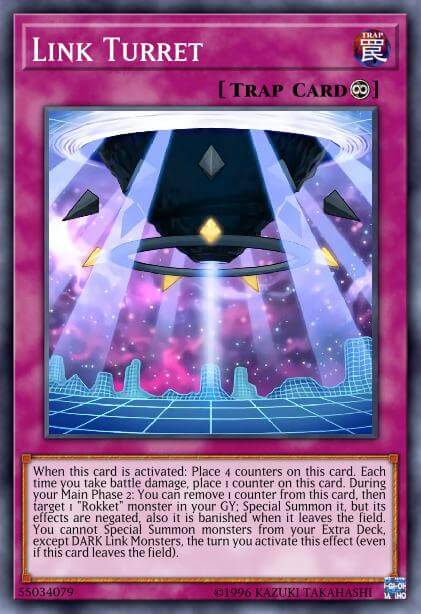 LINK TURRET
TRAP
罠
[TRAP CARD]
When this card is activated: Place 4 counters on this card. Each
time you take battle damage, place 1 counter on this card. During
your Main Phase 2: You can remove 1 counter from this card, then
target 1 "Rokket" monster in your GY; Special Summon it, but its
effects are negated, also it is banished when it leaves the field.
You cannot Special Summon monsters from your Extra Deck,
except DARK Link Monsters, the turn you activate this effect (even
if this card leaves the field).
55034079
©1996 KAZUKI TAKAHASHI